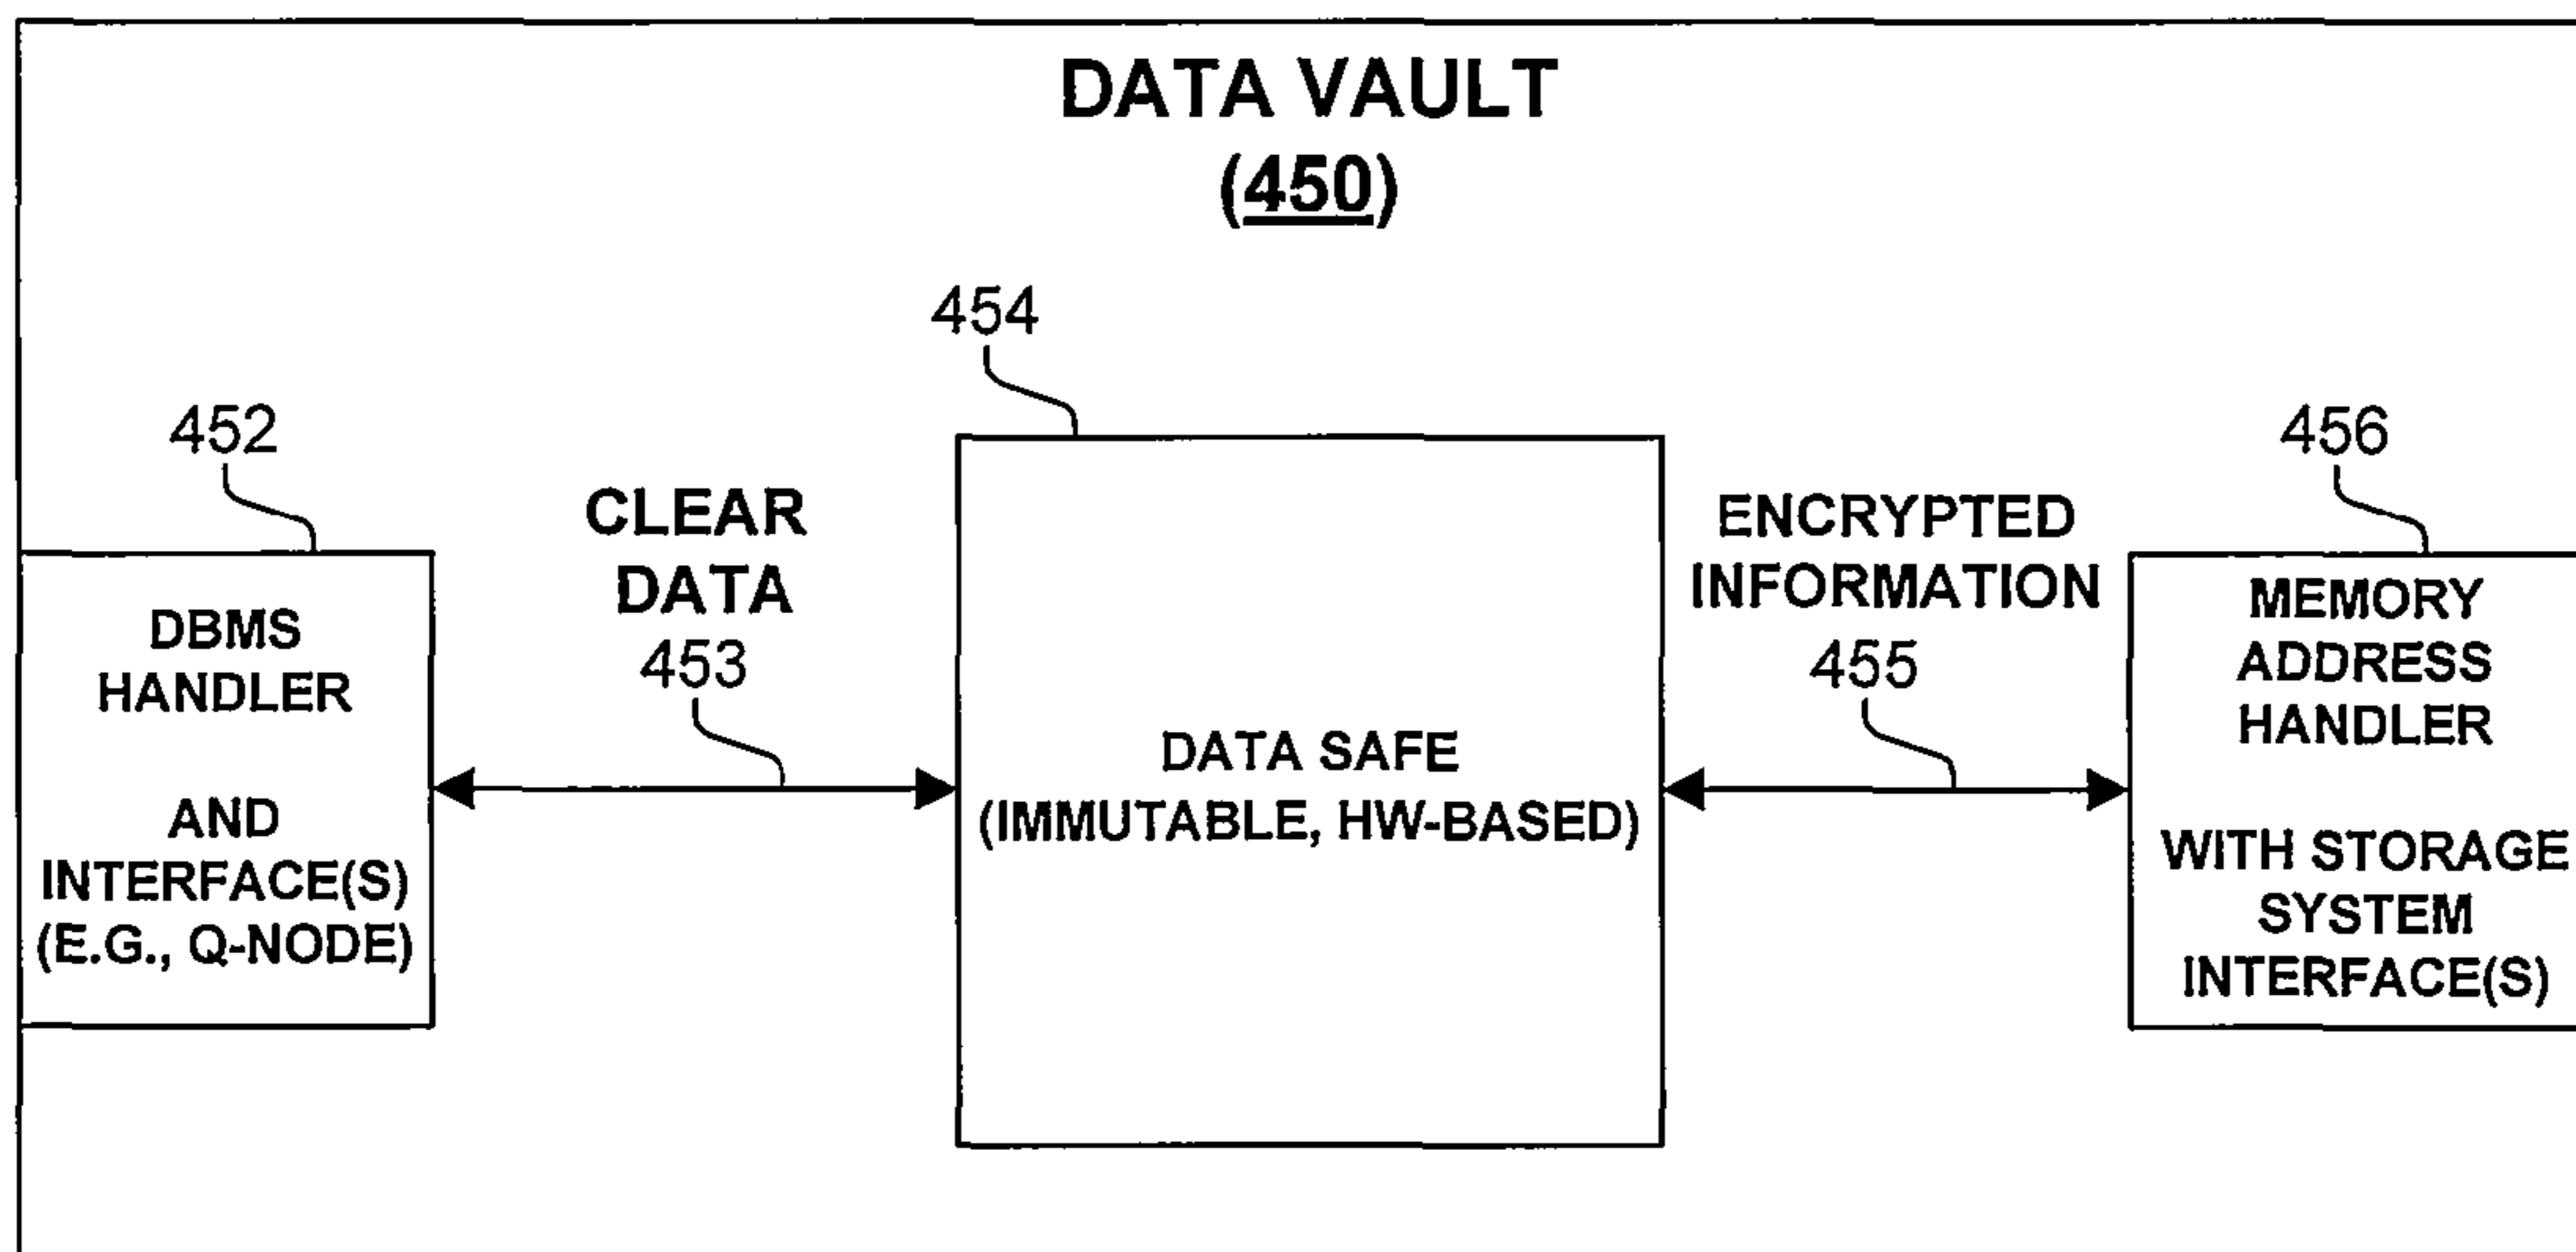 DATA VAULT
(450)
454
452
456
CLEAR
DATA
453
ENCRYPTED
INFORMATION
455
DBMS
HANDLER
AND
INTERFACE(S)
(E.G., Q-NODE)
DATA SAFE
(IMMUTABLE, HW-BASED)
MEMORY
ADDRESS
HANDLER
WITH STORAGE
SYSTEM
INTERFACE(S)